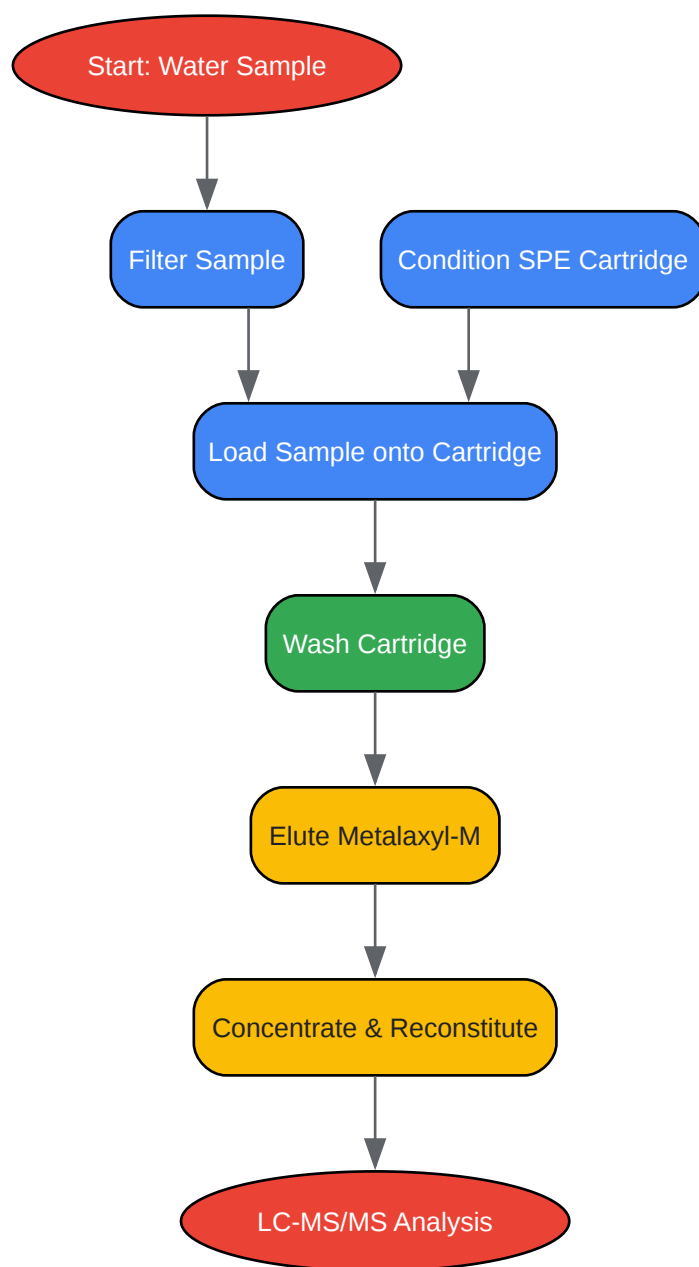 Start: Water Sample
Filter Sample
Condition SPE Cartridge
Load Sample onto Cartridge
Wash Cartridge
Elute Metalaxyl-M
Concentrate & Reconstitute
LC-MS/MS Analysis